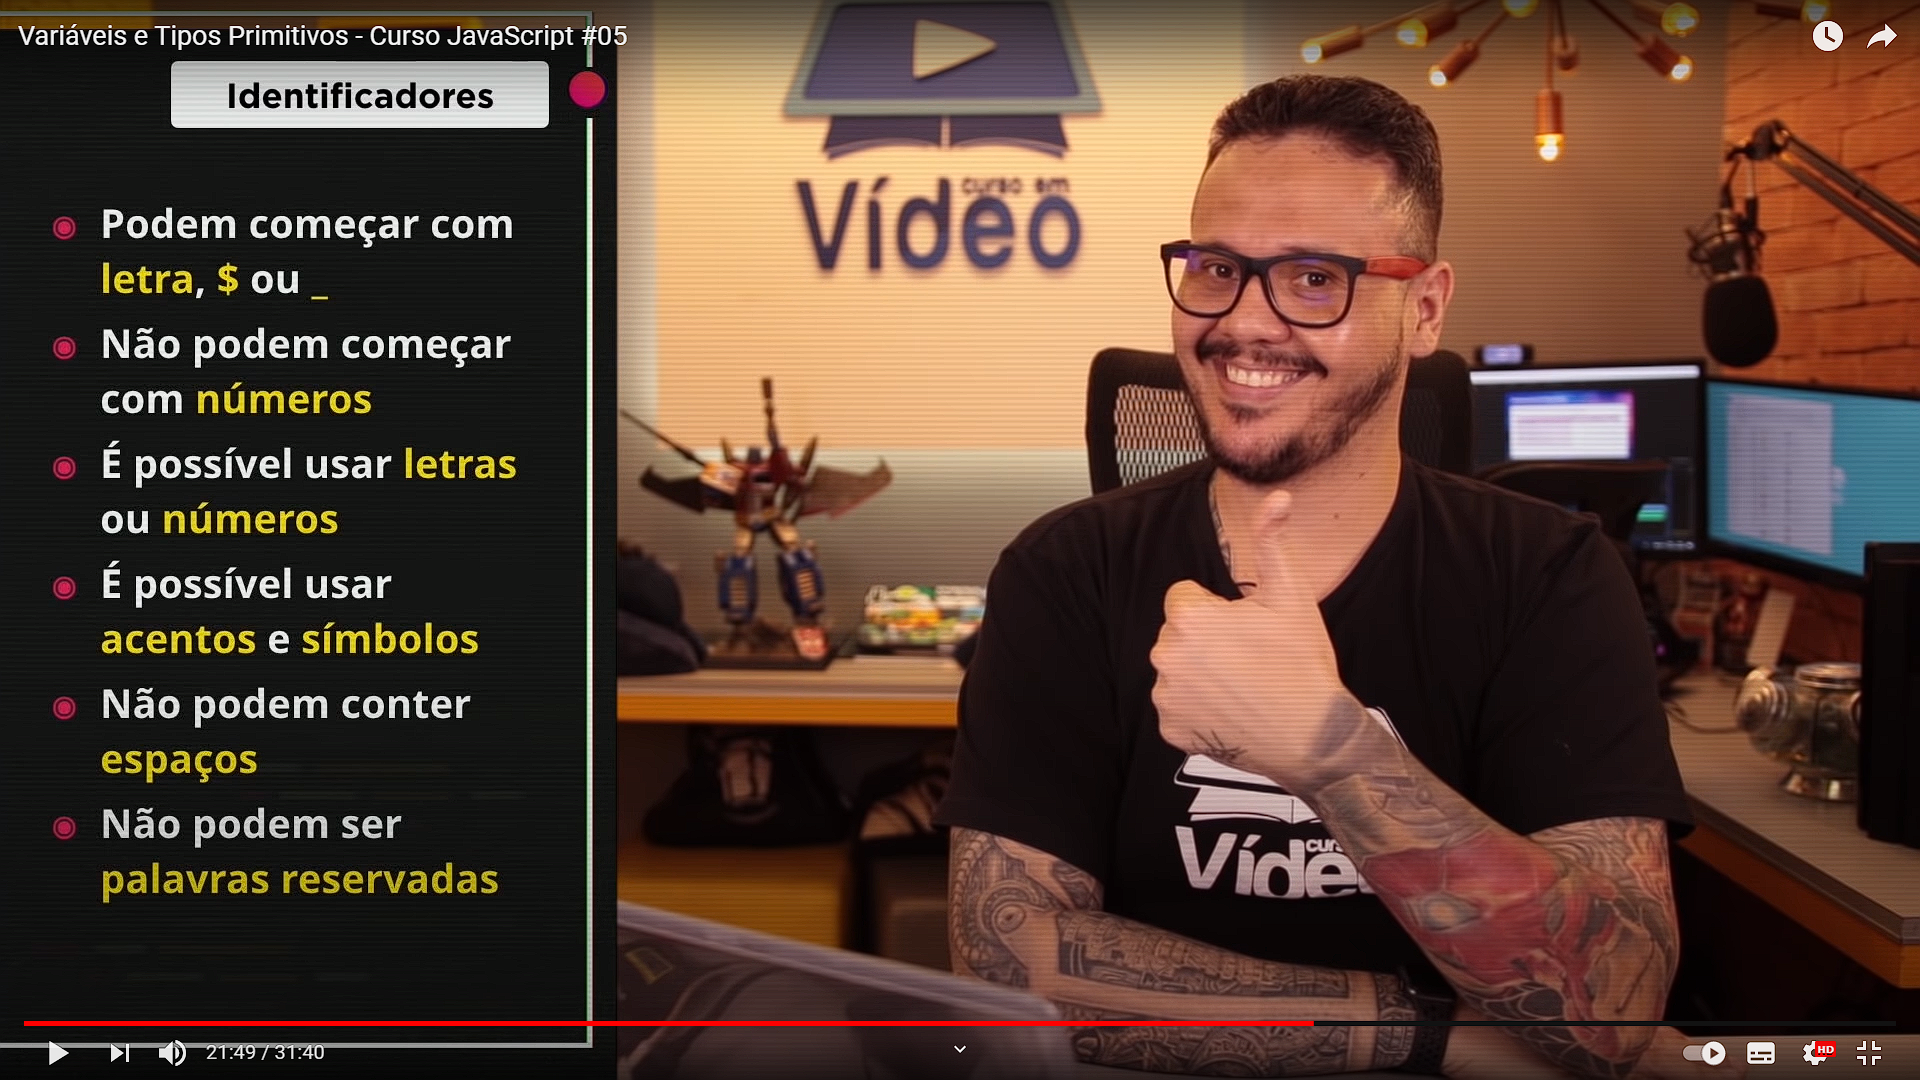 Variáveis e Tipos Primitivos - Curso JavaScript #05
Identificadores
Podem começar com
letra, $ ou _
Não podem começar
com números
É possível usar letras
ou números
É possível usar
acentos e símbolos
Não podem conter
espaços
Não podem ser
palavras reservadas
curso em
Vídeo
21:49 / 31:40
HD